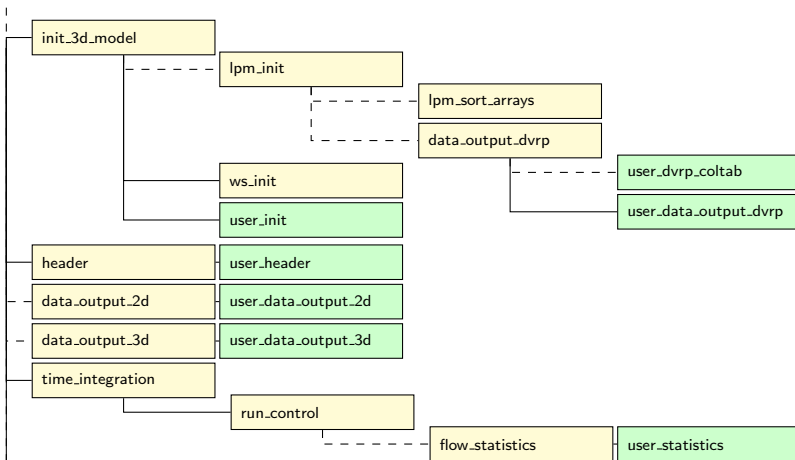 init_3d_model
lpm_init
lpm_sort_arrays
data_output_dvrp
user_dvrp_coltab
ws_init
user_data_output_dvrp
user_init
header
user_header
data_output_2d
user_data_output_2d
data_output_3d
user_data_output_3d
time_integration
run_control
flow_statistics
user_statistics